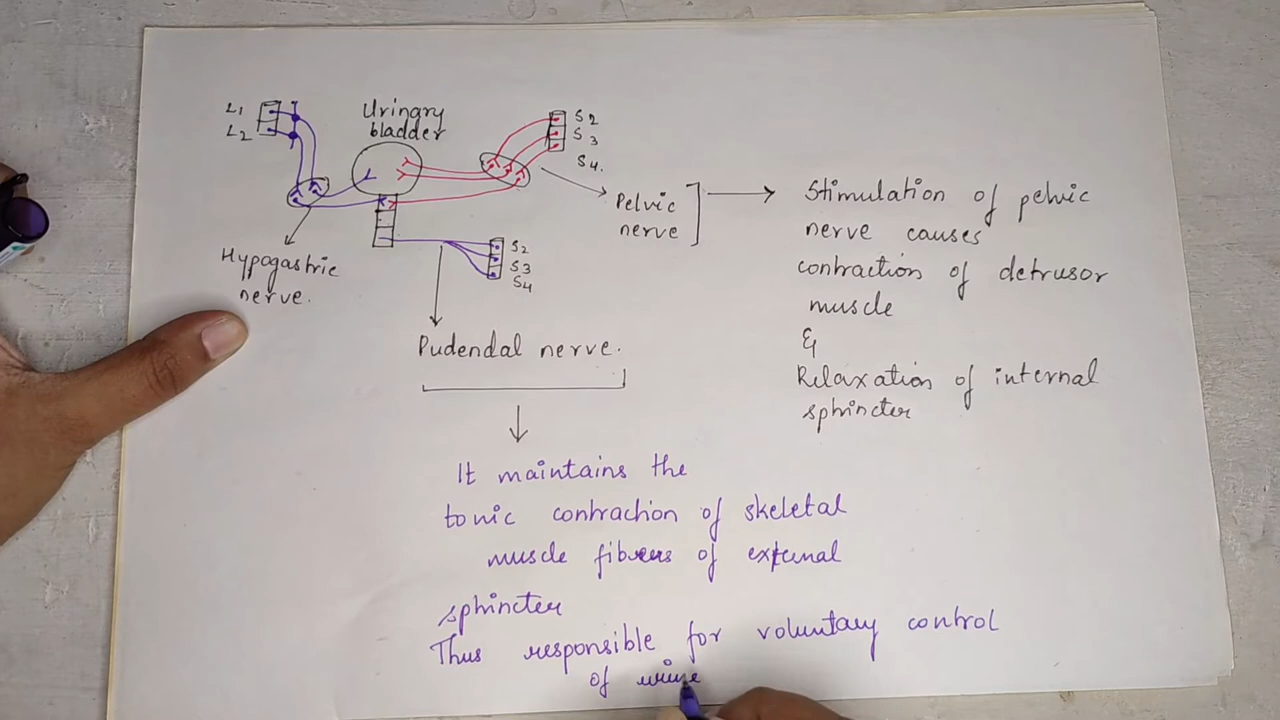 L1
L2
Urinary
bladder
S2
S3
S4.
Pelvic
nerve
Stimulation of pelvic
nerve causes
contraction of detrusor
muscle
&
Relaxation of internal
sphincter
Hypogastric
nerve.
S2
S3
S4
Pudendal nerve.
It maintains the
tonic contraction of skeletal
muscle fibers of external
sphincter
Thus responsible for voluntary control
of urine